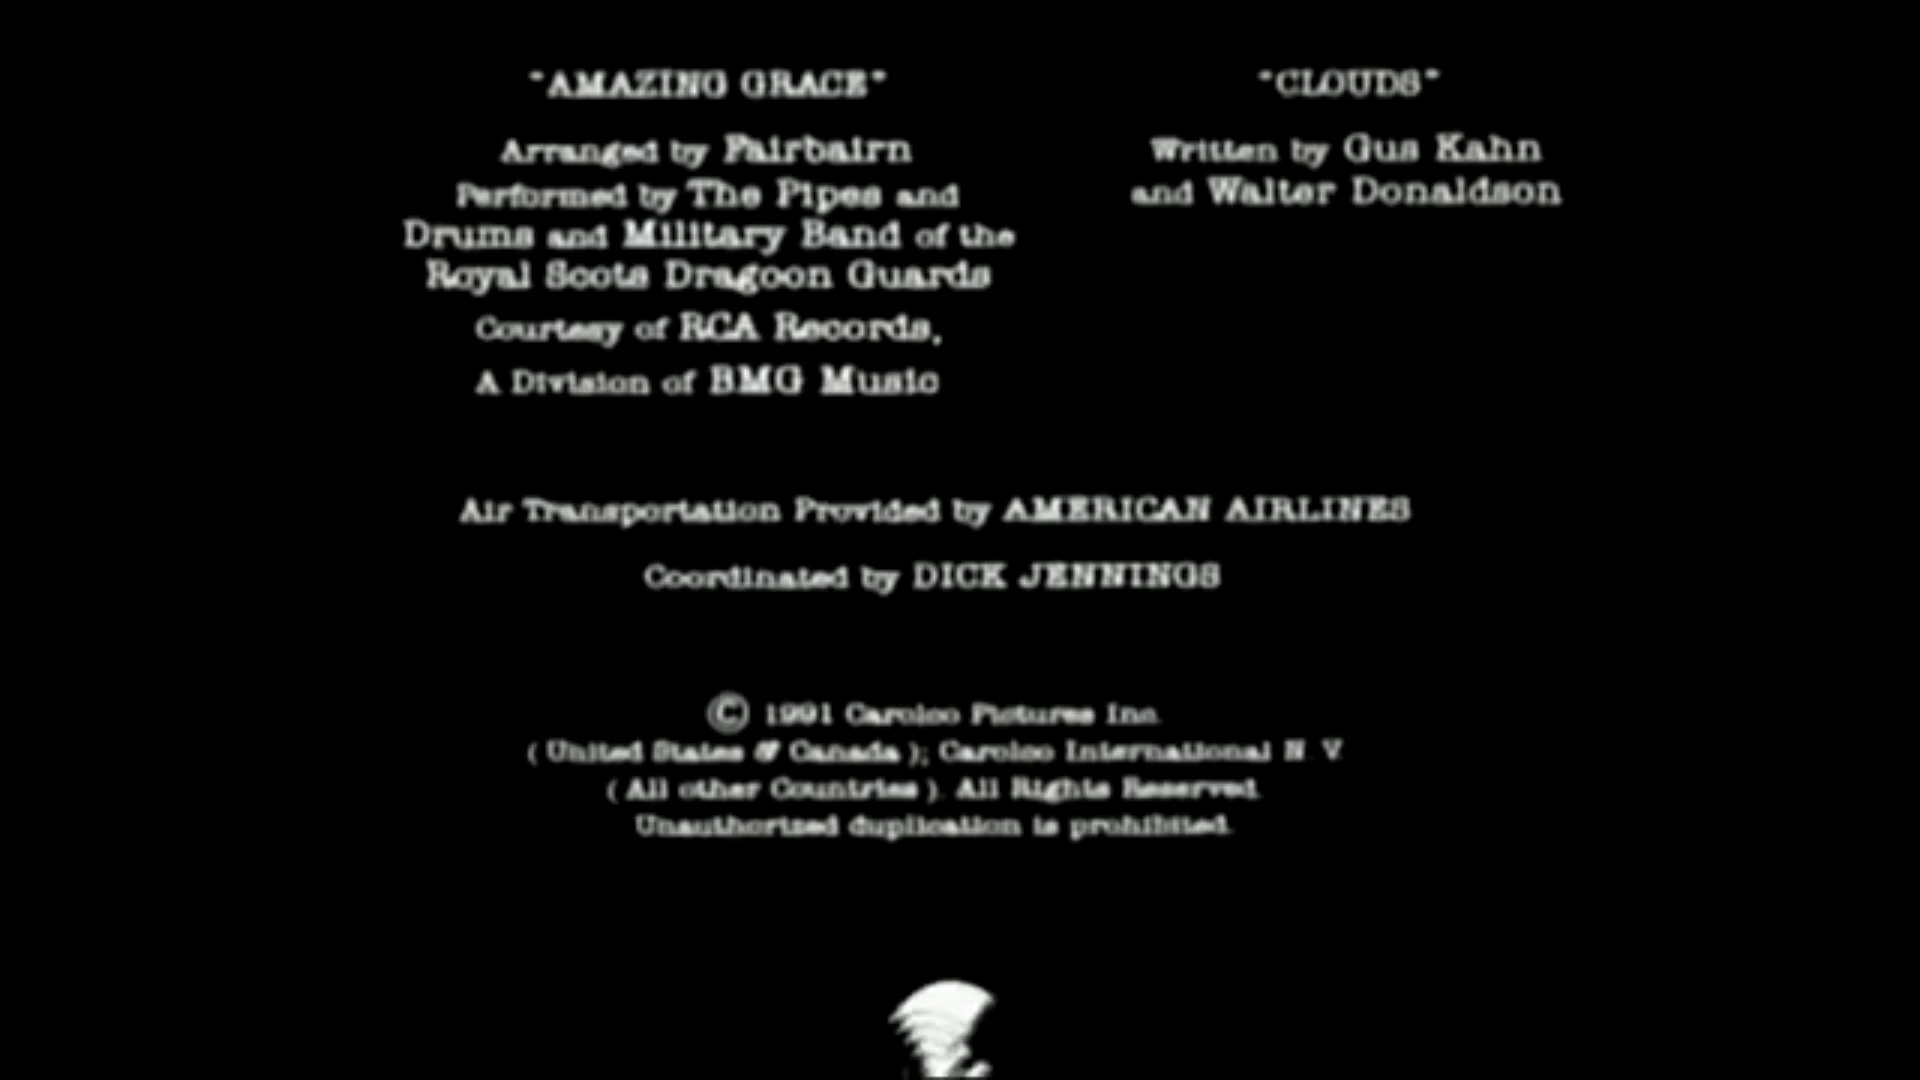 "AMAZING GRACE"
Arranged by Fairbairn
Performed by The Pipes and
Drums and Military Band of the
Royal Scots Dragoon Guards
Courtesy of RCA Records,
A Division of BMG Music
"CLOUDS"
Written by Gus Kahn
and Walter Donaldson
Air Transportation Provided by AMERICAN AIRLINES
Coordinated by DICK JENNINGS
© 1991 Carolco Pictures Inc.
( United States & Canada ); Carolco International N.V.
( All other Countries ). All Rights Reserved.
Unauthorized duplication is prohibited.